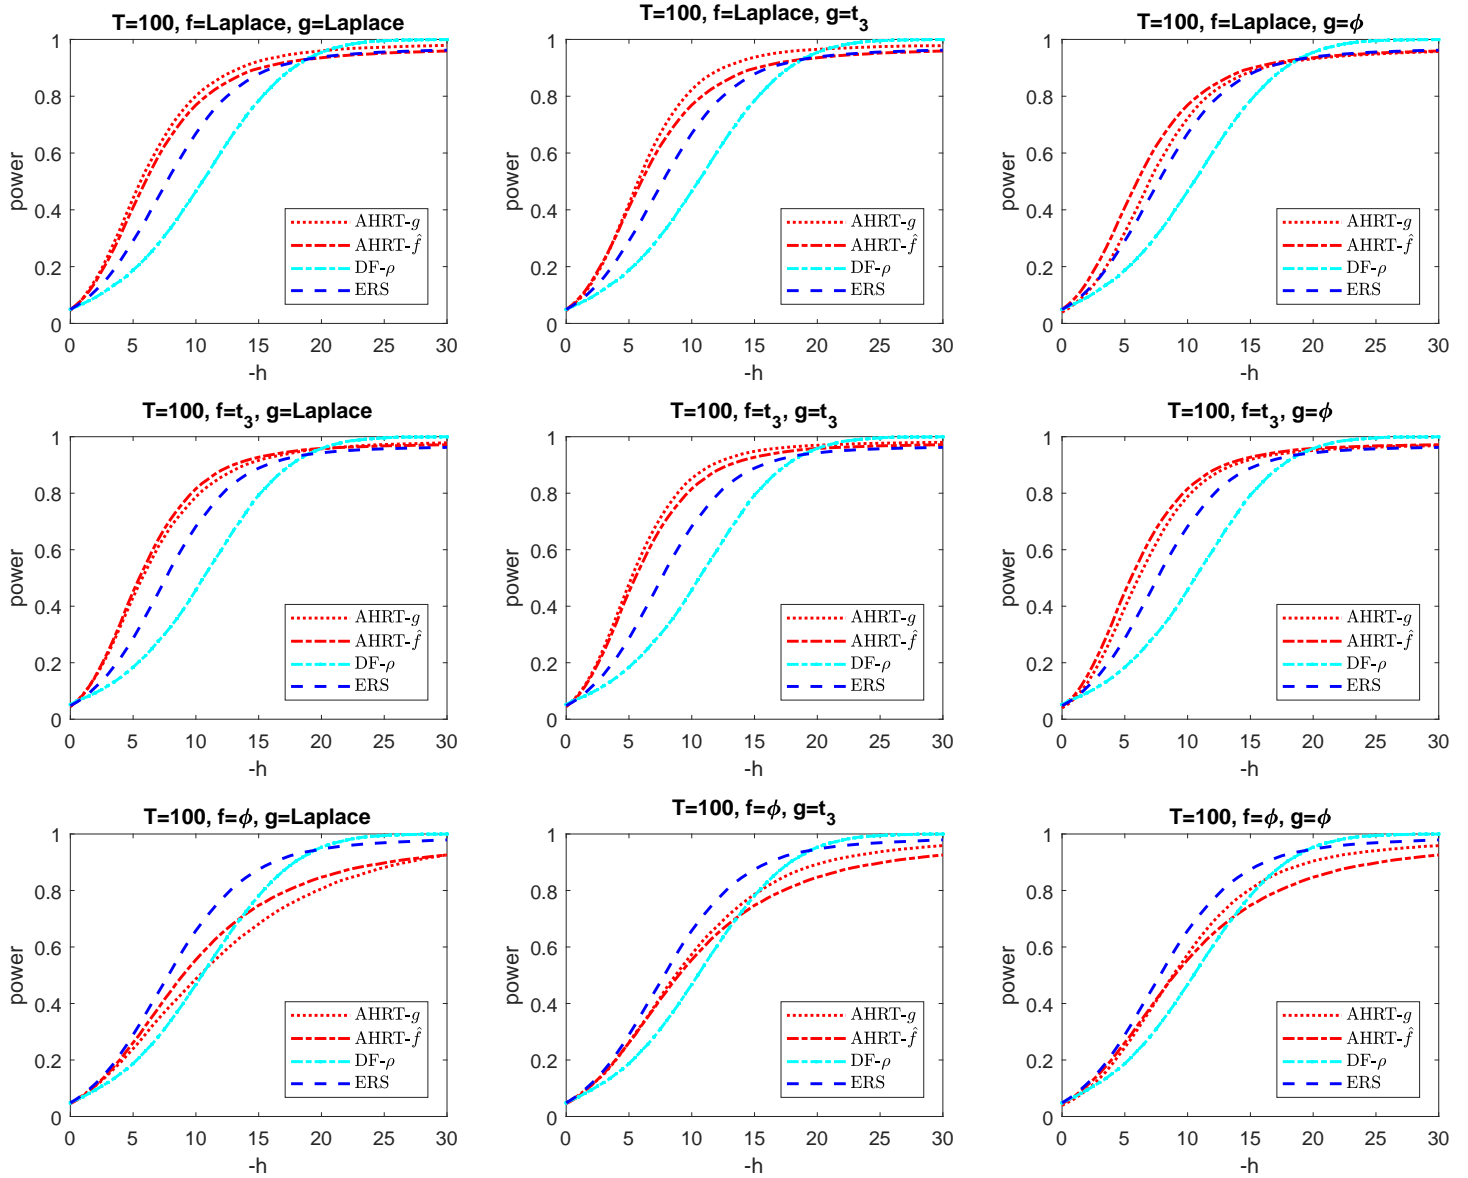 T=100, f=Laplace, g=Laplace
1
0.8
0.6
0.4
0.2
0
power
0 5 10 15 20 25 30
-h
AHRT-g
AHRT-f̂
DF-ρ
ERS
T=100, f=Laplace, g=t₃
1
0.8
0.6
0.4
0.2
0
power
0 5 10 15 20 25 30
-h
AHRT-g
AHRT-f̂
DF-ρ
ERS
T=100, f=Laplace, g=ϕ
1
0.8
0.6
0.4
0.2
0
power
0 5 10 15 20 25 30
-h
AHRT-g
AHRT-f̂
DF-ρ
ERS
T=100, f=t₃, g=Laplace
1
0.8
0.6
0.4
0.2
0
power
0 5 10 15 20 25 30
-h
AHRT-g
AHRT-f̂
DF-ρ
ERS
T=100, f=t₃, g=t₃
1
0.8
0.6
0.4
0.2
0
power
0 5 10 15 20 25 30
-h
AHRT-g
AHRT-f̂
DF-ρ
ERS
T=100, f=t₃, g=ϕ
1
0.8
0.6
0.4
0.2
0
power
0 5 10 15 20 25 30
-h
AHRT-g
AHRT-f̂
DF-ρ
ERS
T=100, f=ϕ, g=Laplace
1
0.8
0.6
0.4
0.2
0
power
0 5 10 15 20 25 30
-h
AHRT-g
AHRT-f̂
DF-ρ
ERS
T=100, f=ϕ, g=t₃
1
0.8
0.6
0.4
0.2
0
power
0 5 10 15 20 25 30
-h
AHRT-g
AHRT-f̂
DF-ρ
ERS
T=100, f=ϕ, g=ϕ
1
0.8
0.6
0.4
0.2
0
power
0 5 10 15 20 25 30
-h
AHRT-g
AHRT-f̂
DF-ρ
ERS